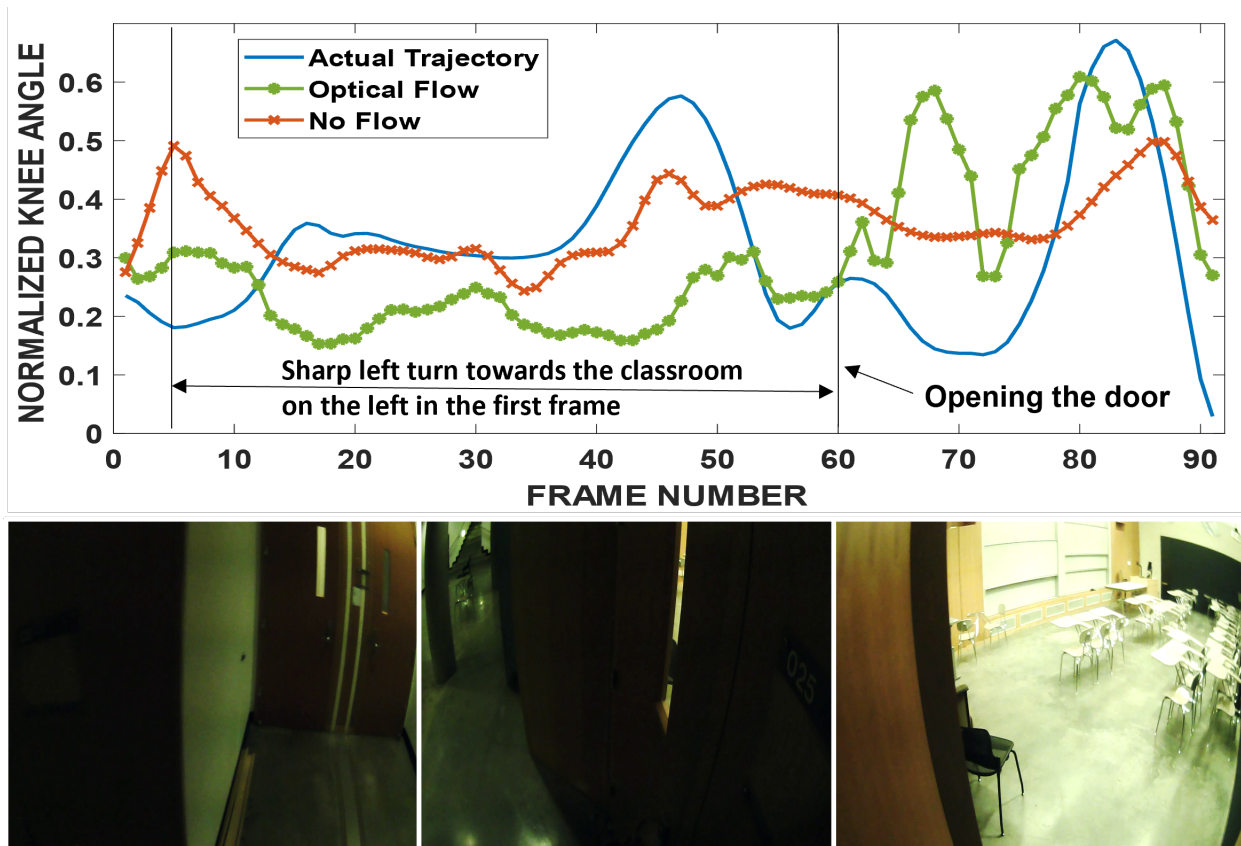 NORMALIZED KNEE ANGLE
0.6
0.5
0.4
0.3
0.2
0.1
0
Actual Trajectory
Optical Flow
No Flow
Sharp left turn towards the classroom
on the left in the first frame
Opening the door
0 10 20 30 40 50 60 70 80 90
FRAME NUMBER
025